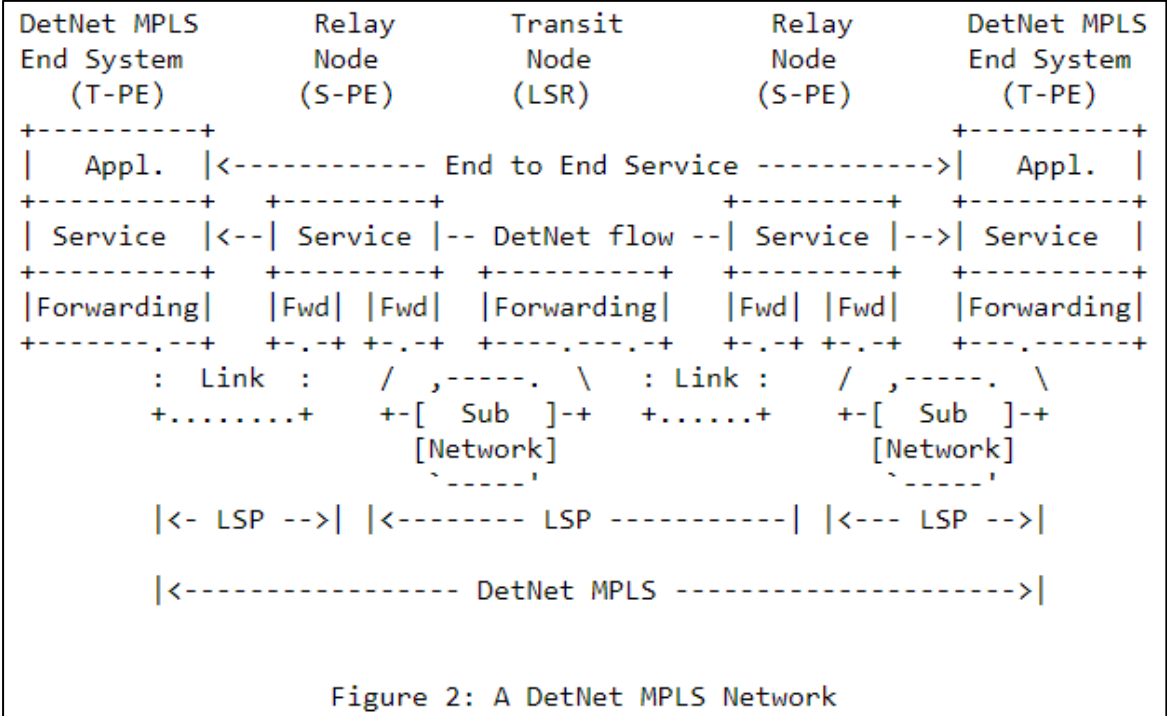 DetNet MPLS       Relay          Transit         Relay         DetNet MPLS
End System        Node            Node           Node          End System
   (T-PE)        (S-PE)          (LSR)          (S-PE)           (T-PE)
+----------+                                             +----------+
|   Appl.  |<------------ End to End Service ----------->|   Appl.  |
+----------+   +---------+                 +---------+   +----------+
| Service  |<--| Service |-- DetNet flow --| Service |-->| Service  |
+----------+   +---------+  +----------+   +---------+   +----------+
|Forwarding|   |Fwd| |Fwd|  |Forwarding|   |Fwd| |Fwd|   |Forwarding|
+-------.--+   +-.-+ +-.-+  +----.---.-+   +-.-+ +-.-+   +---.------+
        :  Link  :    /  ,-----.  \   : Link :    /  ,-----.  \
        +........+    +-[  Sub  ]-+   +......+    +-[  Sub  ]-+
                        [Network]                   [Network]
                         `-----'                     `-----'
        |<- LSP -->| |<-------- LSP -----------| |<--- LSP -->|
        |<----------------- DetNet MPLS --------------------->|
Figure 2: A DetNet MPLS Network